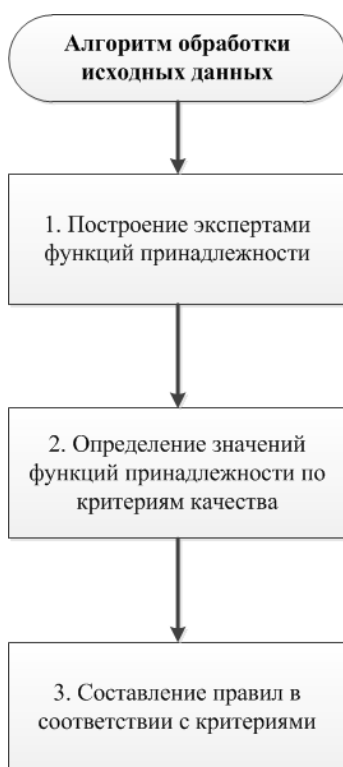 Алгоритм обработки
исходных данных
1. Построение экспертами
функций принадлежности
2. Определение значений
функций принадлежности по
критериям качества
3. Составление правил в
соответствии с критериями